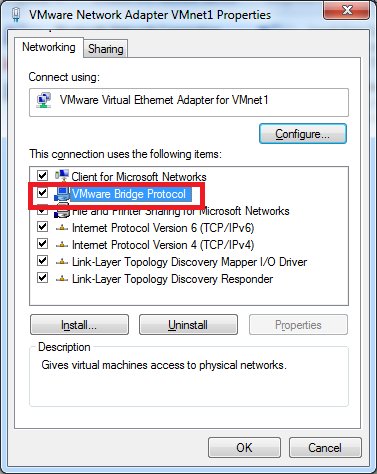 VMware Network Adapter VMnet1 Properties
Networking Sharing
Connect using:
VMware Virtual Ethernet Adapter for VMnet1
Configure...
This connection uses the following items:
Client for Microsoft Networks
VMware Bridge Protocol
File and Printer Sharing for Microsoft Networks
Internet Protocol Version 6 (TCP/IPv6)
Internet Protocol Version 4 (TCP/IPv4)
Link-Layer Topology Discovery Mapper I/O Driver
Link-Layer Topology Discovery Responder
Install... Uninstall Properties
Description
Gives virtual machines access to physical networks.
OK Cancel